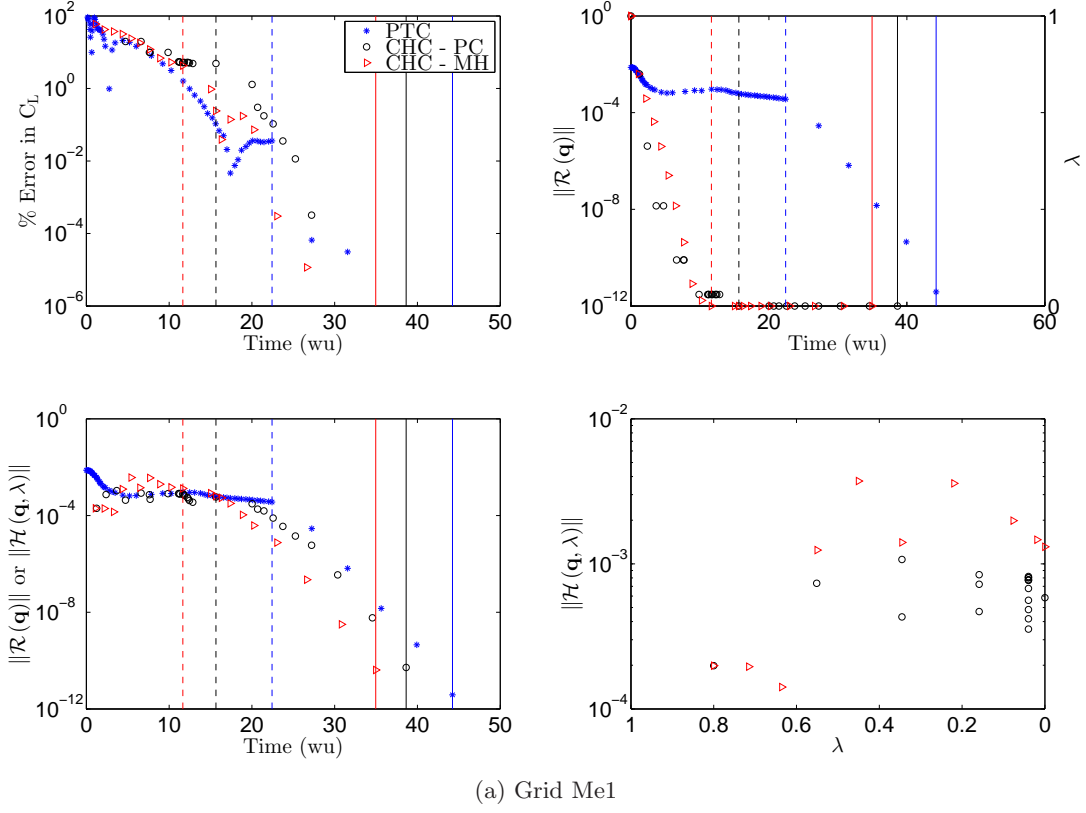 PTC
CHC - PC
CHC - MH
% Error in C_L
10^2
10^0
10^−2
10^−4
10^−6
0 10 20 30 40 50
Time (wu)
‖R (q)‖
10^0
10^−4
10^−8
10^−12
1
0
λ
0 20 40 60
Time (wu)
‖R (q)‖ or ‖H (q, λ)‖
10^0
10^−4
10^−8
10^−12
0 10 20 30 40 50
Time (wu)
‖H (q, λ)‖
10^−2
10^−3
10^−4
1 0.8 0.6 0.4 0.2 0
λ
(a) Grid Me1